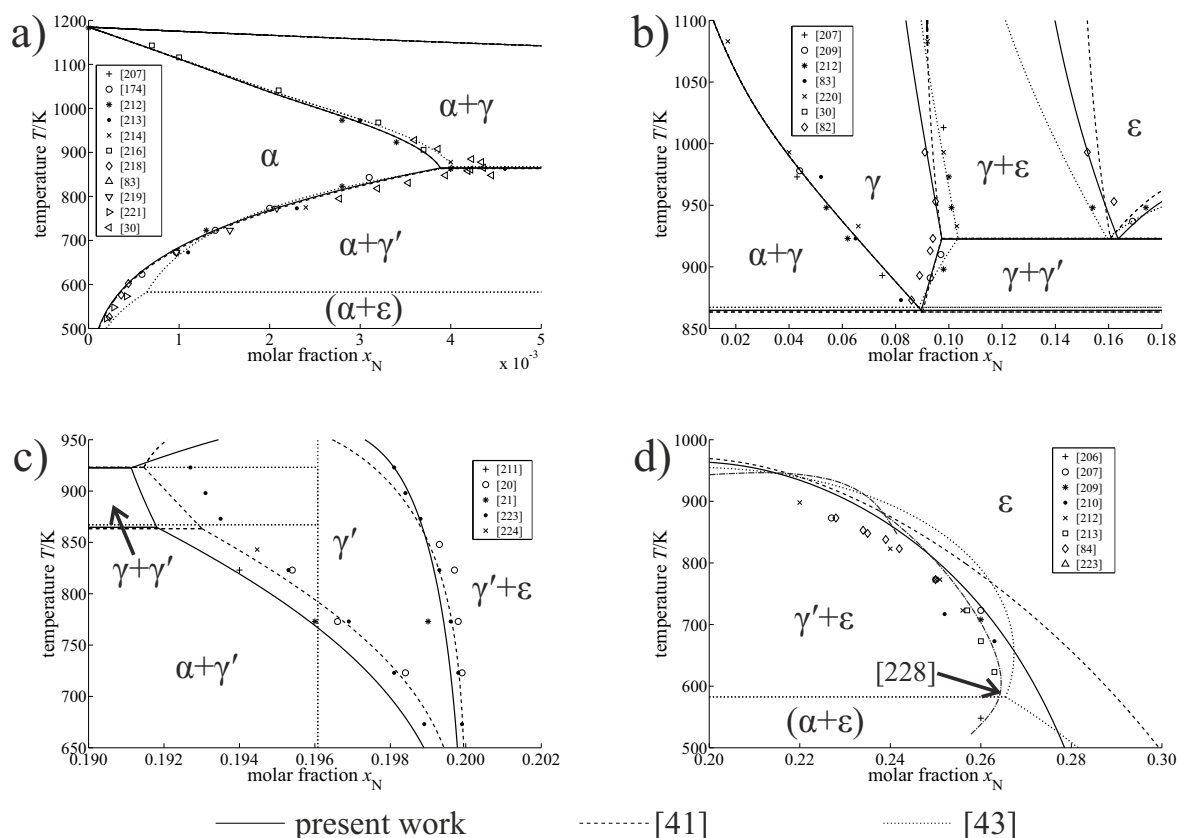 a)
1200
1100
1000
900
800
700
600
500
temperature T/K
[207]
[174]
[212]
[213]
[214]
[216]
[218]
[83]
[219]
[221]
[30]
α+γ
α
α+γ′
(α+ε)
0 1 2 3 4 5
molar fraction xN
x 10-3
b)
1100
1050
1000
950
900
850
temperature T/K
[207]
[209]
[212]
[83]
[220]
[30]
[82]
ε
γ+ε
γ
α+γ
γ+γ′
0.02 0.04 0.06 0.08 0.10 0.12 0.14 0.16 0.18
molar fraction xN
c)
950
900
850
800
750
700
650
temperature T/K
[211]
[20]
[21]
[223]
[224]
γ′
γ+γ′
γ′+ε
α+γ′
0.190 0.192 0.194 0.196 0.198 0.200 0.202
molar fraction xN
d)
1000
900
800
700
600
500
temperature T/K
[206]
[207]
[209]
[210]
[212]
[213]
[84]
[223]
ε
γ′+ε
[228]
(α+ε)
0.20 0.22 0.24 0.26 0.28 0.30
molar fraction xN
present work [41] [43]